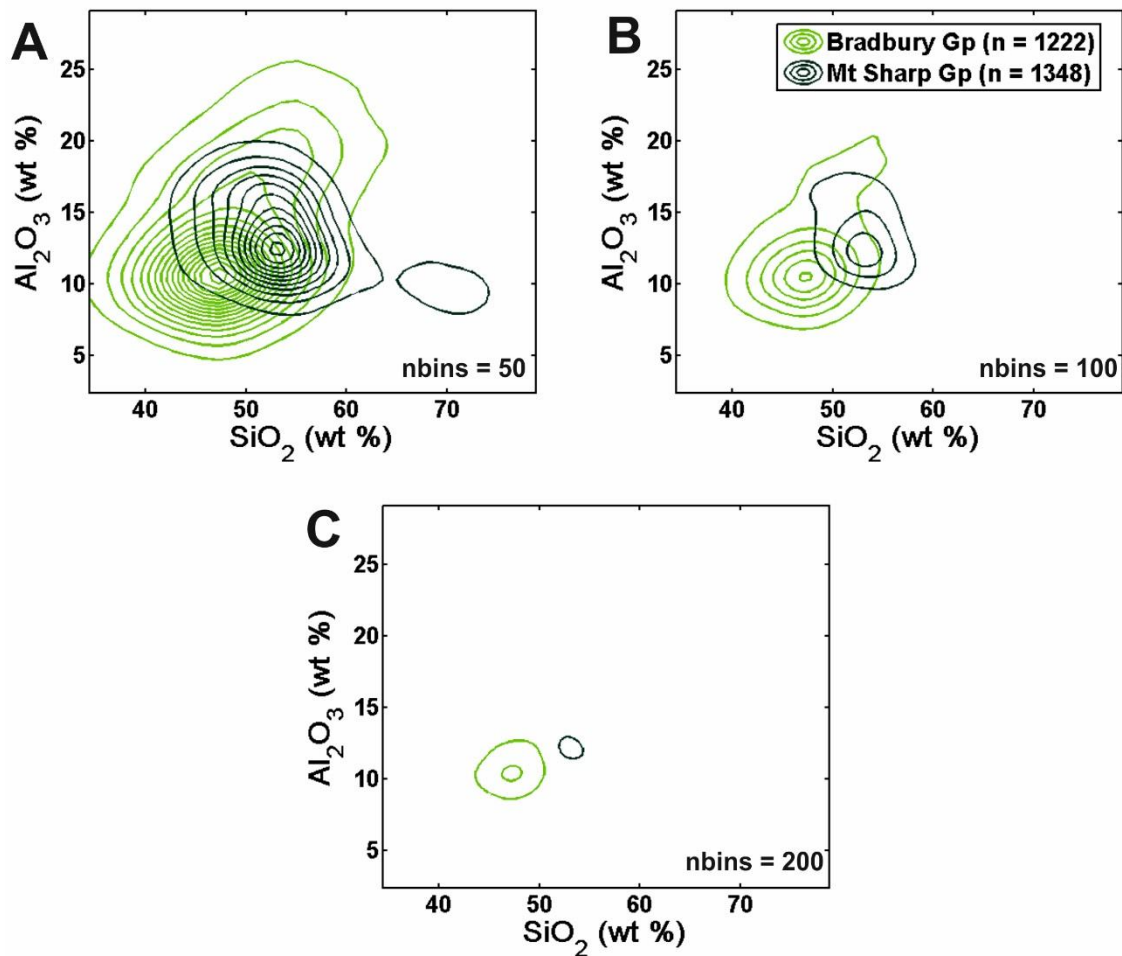 A
B
Bradbury Gp (n = 1222)
Mt Sharp Gp (n = 1348)
Al₂O₃ (wt %)
25
20
15
10
5
nbins = 50
40 50 60 70
SiO₂ (wt %)
Al₂O₃ (wt %)
25
20
15
10
5
nbins = 100
40 50 60 70
SiO₂ (wt %)
C
Al₂O₃ (wt %)
25
20
15
10
5
nbins = 200
40 50 60 70
SiO₂ (wt %)